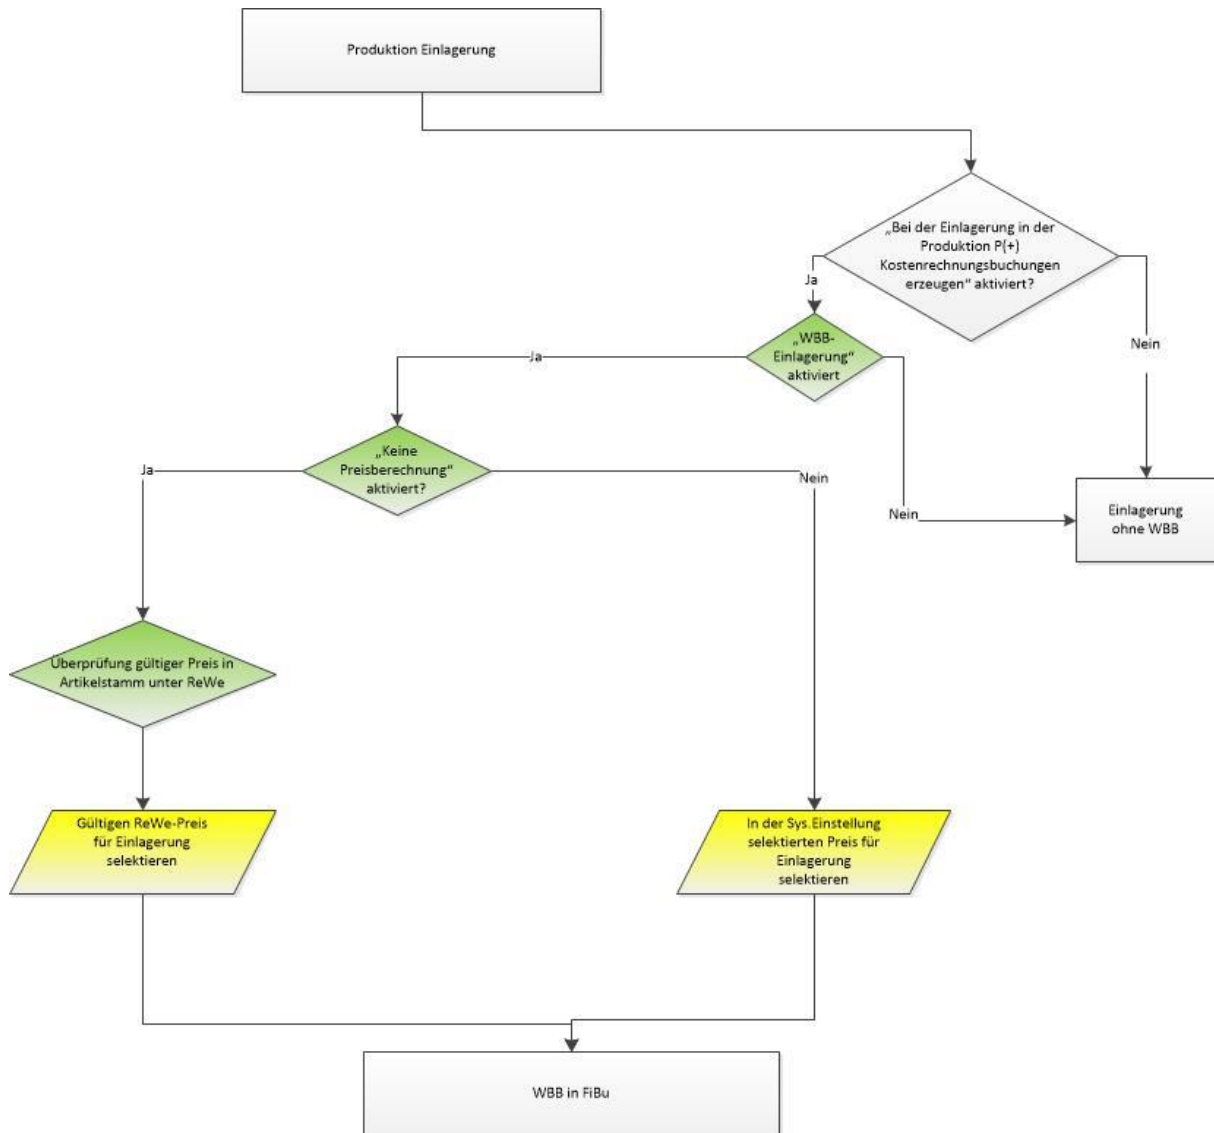 Produktion Einlagerung
„Bei der Einlagerung in der
Produktion P(+)
Kostenrechnungsbuchungen
erzeugen“ aktiviert?
Ja
Nein
„WBB-
Einlagerung“
aktiviert
Ja
„Keine
Preisberechnung“
aktiviert?
Ja
Nein
Nein
Einlagerung
ohne WBB
Überprüfung gültiger Preis in
Artikelstamm unter ReWe
Gültigen ReWe-Preis
für Einlagerung
selektieren
In der Sys.Einstellung
selektierten Preis für
Einlagerung
selektieren
WBB in FiBu